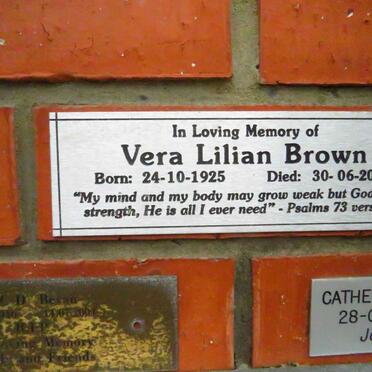 In Loving Memory of
Vera Lilian Brown
Born: 24-10-1925 Died: 30-06-20
"My mind and my body may grow weak but God
strength, He is all I ever need" - Psalms 73 vers
D Bevan
R.I.P.
Memory
and Friends
CATHE
28-0
Je